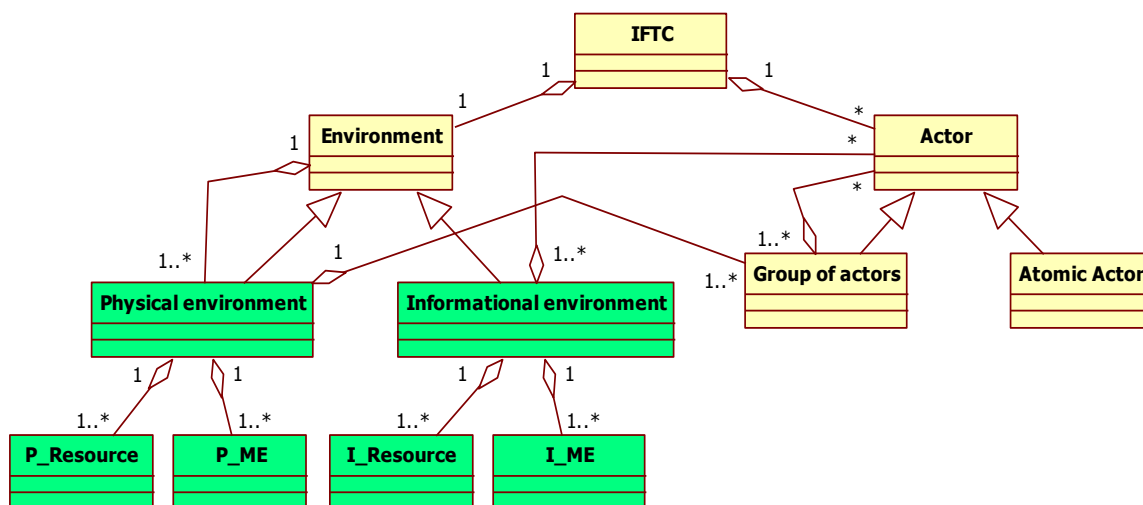 IFTC
1
1
1
*
Environment
Actor
1
*
*
1
1..*
1..*
1..*
1..*
Physical environment
Informational environment
Group of actors
Atomic Actor
1
1
1
1
1..*
1..*
1..*
1..*
P_Resource
P_ME
I_Resource
I_ME